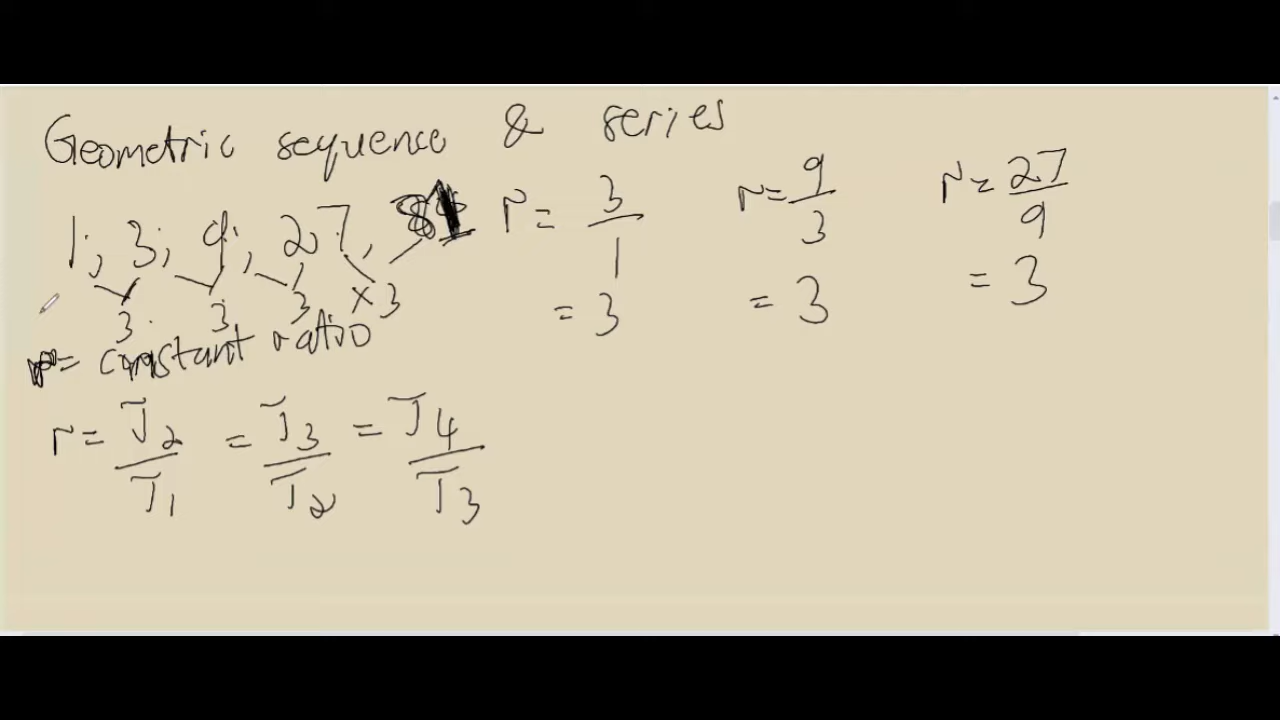 Geometric sequence & series
1; 3; 9; 27, 81
3 3 3 ×3
r = 3/1
= 3
r = 9/3
= 3
r = 27/9
= 3
r = constant ratio
r = T2/T1 = T3/T2 = T4/T3